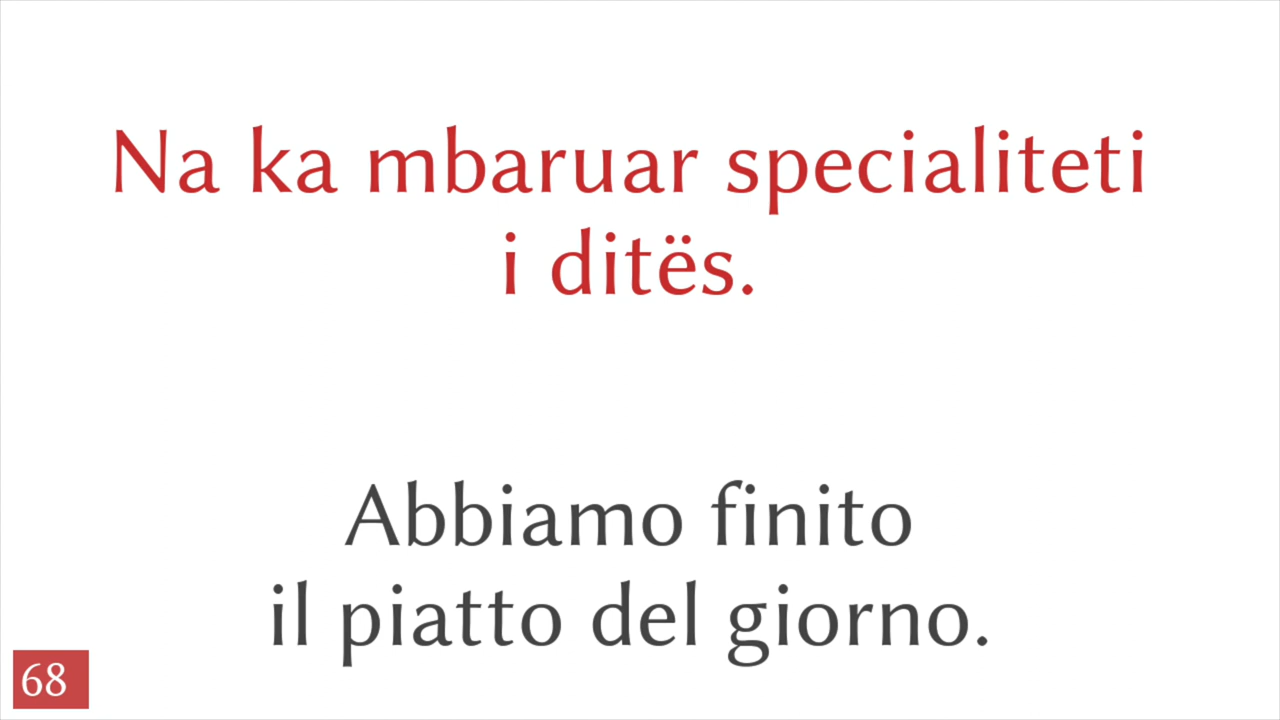 Na ka mbaruar specialiteti
i ditës.
Abbiamo finito
il piatto del giorno.
68